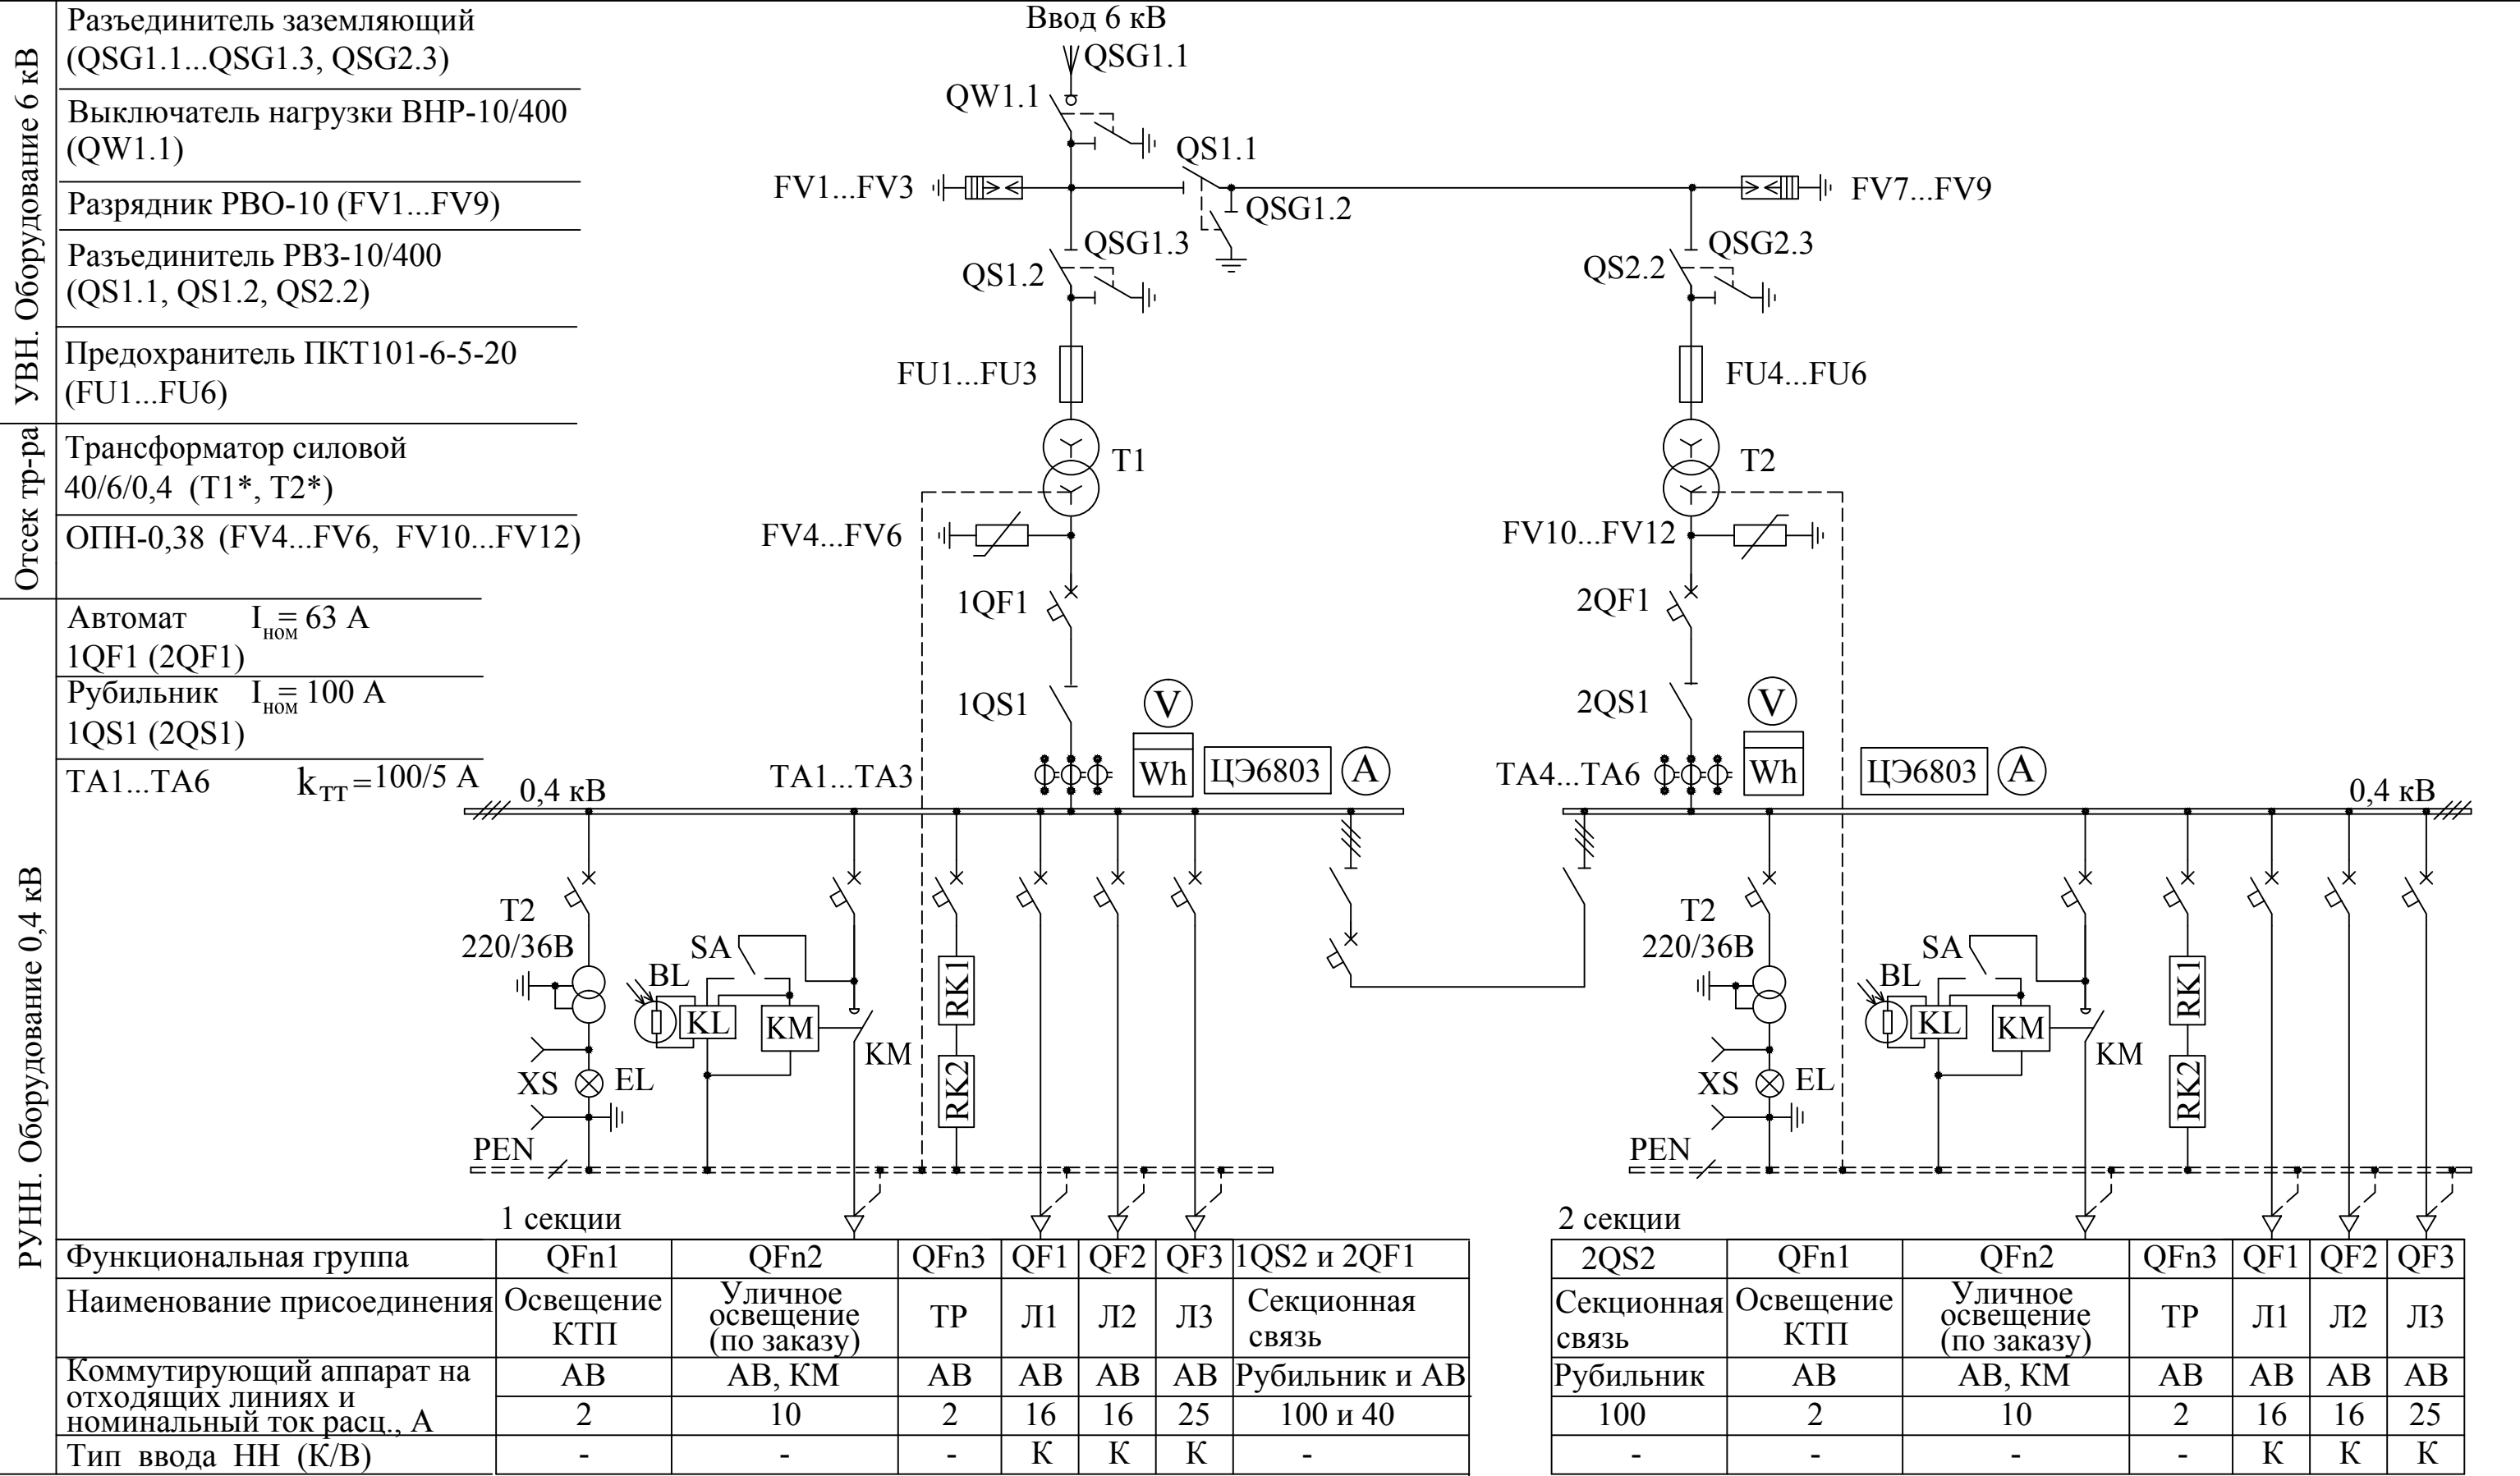 УВН. Оборудование 6 кВ
Разъединитель заземляющий
(QSG1.1...QSG1.3, QSG2.3)
Выключатель нагрузки ВНР-10/400
(QW1.1)
Разрядник РВО-10 (FV1...FV9)
Разъединитель РВЗ-10/400
(QS1.1, QS1.2, QS2.2)
Предохранитель ПКТ101-6-5-20
(FU1...FU6)
Отсек тр-ра
Трансформатор силовой
40/6/0,4 (Т1*, Т2*)
ОПН-0,38 (FV4...FV6, FV10...FV12)
РУНН. Оборудование 0,4 кВ
Автомат Iном = 63 А
1QF1 (2QF1)
Рубильник Iном = 100 А
1QS1 (2QS1)
ТА1...ТА6 kТТ = 100/5 А
Ввод 6 кВ
QSG1.1
QW1.1
QS1.1
FV1...FV3
QSG1.2
FV7...FV9
QSG1.3
QS1.2
QSG2.3
QS2.2
FU1...FU3
FU4...FU6
Т1
Т2
FV4...FV6
FV10...FV12
1QF1
2QF1
1QS1
V
2QS1
V
ТА1...ТА3
Wh
ЦЭ6803
А
ТА4...ТА6
Wh
ЦЭ6803
А
0,4 кВ
0,4 кВ
Т2
220/36В
SA
BL
KL
KM
KM
RK1
RK2
XS
EL
PEN
Т2
220/36В
SA
BL
KL
KM
KM
RK1
RK2
XS
EL
PEN
1 секции
2 секции
Функциональная группа
QFn1
QFn2
QFn3
QF1
QF2
QF3
1QS2 и 2QF1
2QS2
QFn1
QFn2
QFn3
QF1
QF2
QF3
Наименование присоединения
Освещение
КТП
Уличное
освещение
(по заказу)
ТР
Л1
Л2
Л3
Секционная
связь
Секционная
связь
Освещение
КТП
Уличное
освещение
(по заказу)
ТР
Л1
Л2
Л3
Коммутирующий аппарат на
отходящих линиях и
номинальный ток расц., А
АВ
АВ, КМ
АВ
АВ
АВ
АВ
Рубильник и АВ
Рубильник
АВ
АВ, КМ
АВ
АВ
АВ
АВ
2
10
2
16
16
25
100 и 40
100
2
10
2
16
16
25
Тип ввода НН (К/В)
-
-
-
К
К
К
-
-
-
-
-
К
К
К